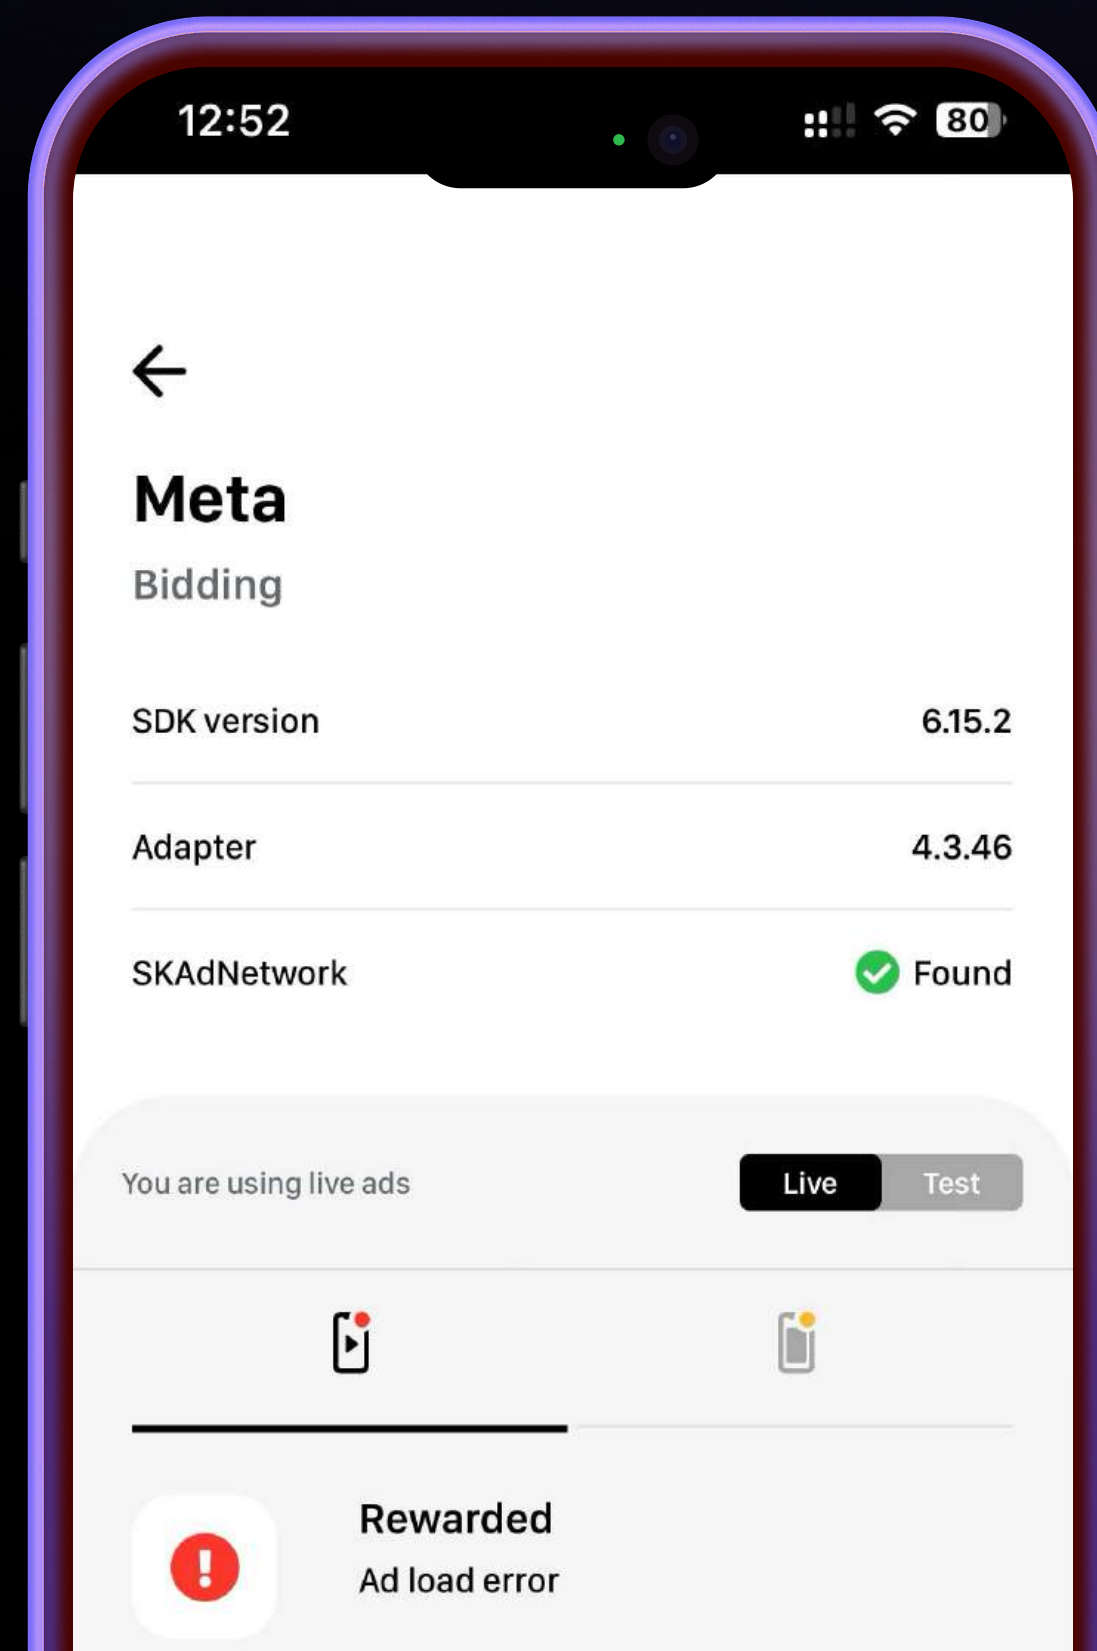 12:52
80
Meta
Bidding
SDK version 6.15.2
Adapter 4.3.46
SKAdNetwork Found
You are using live ads Live Test
Rewarded
Ad load error